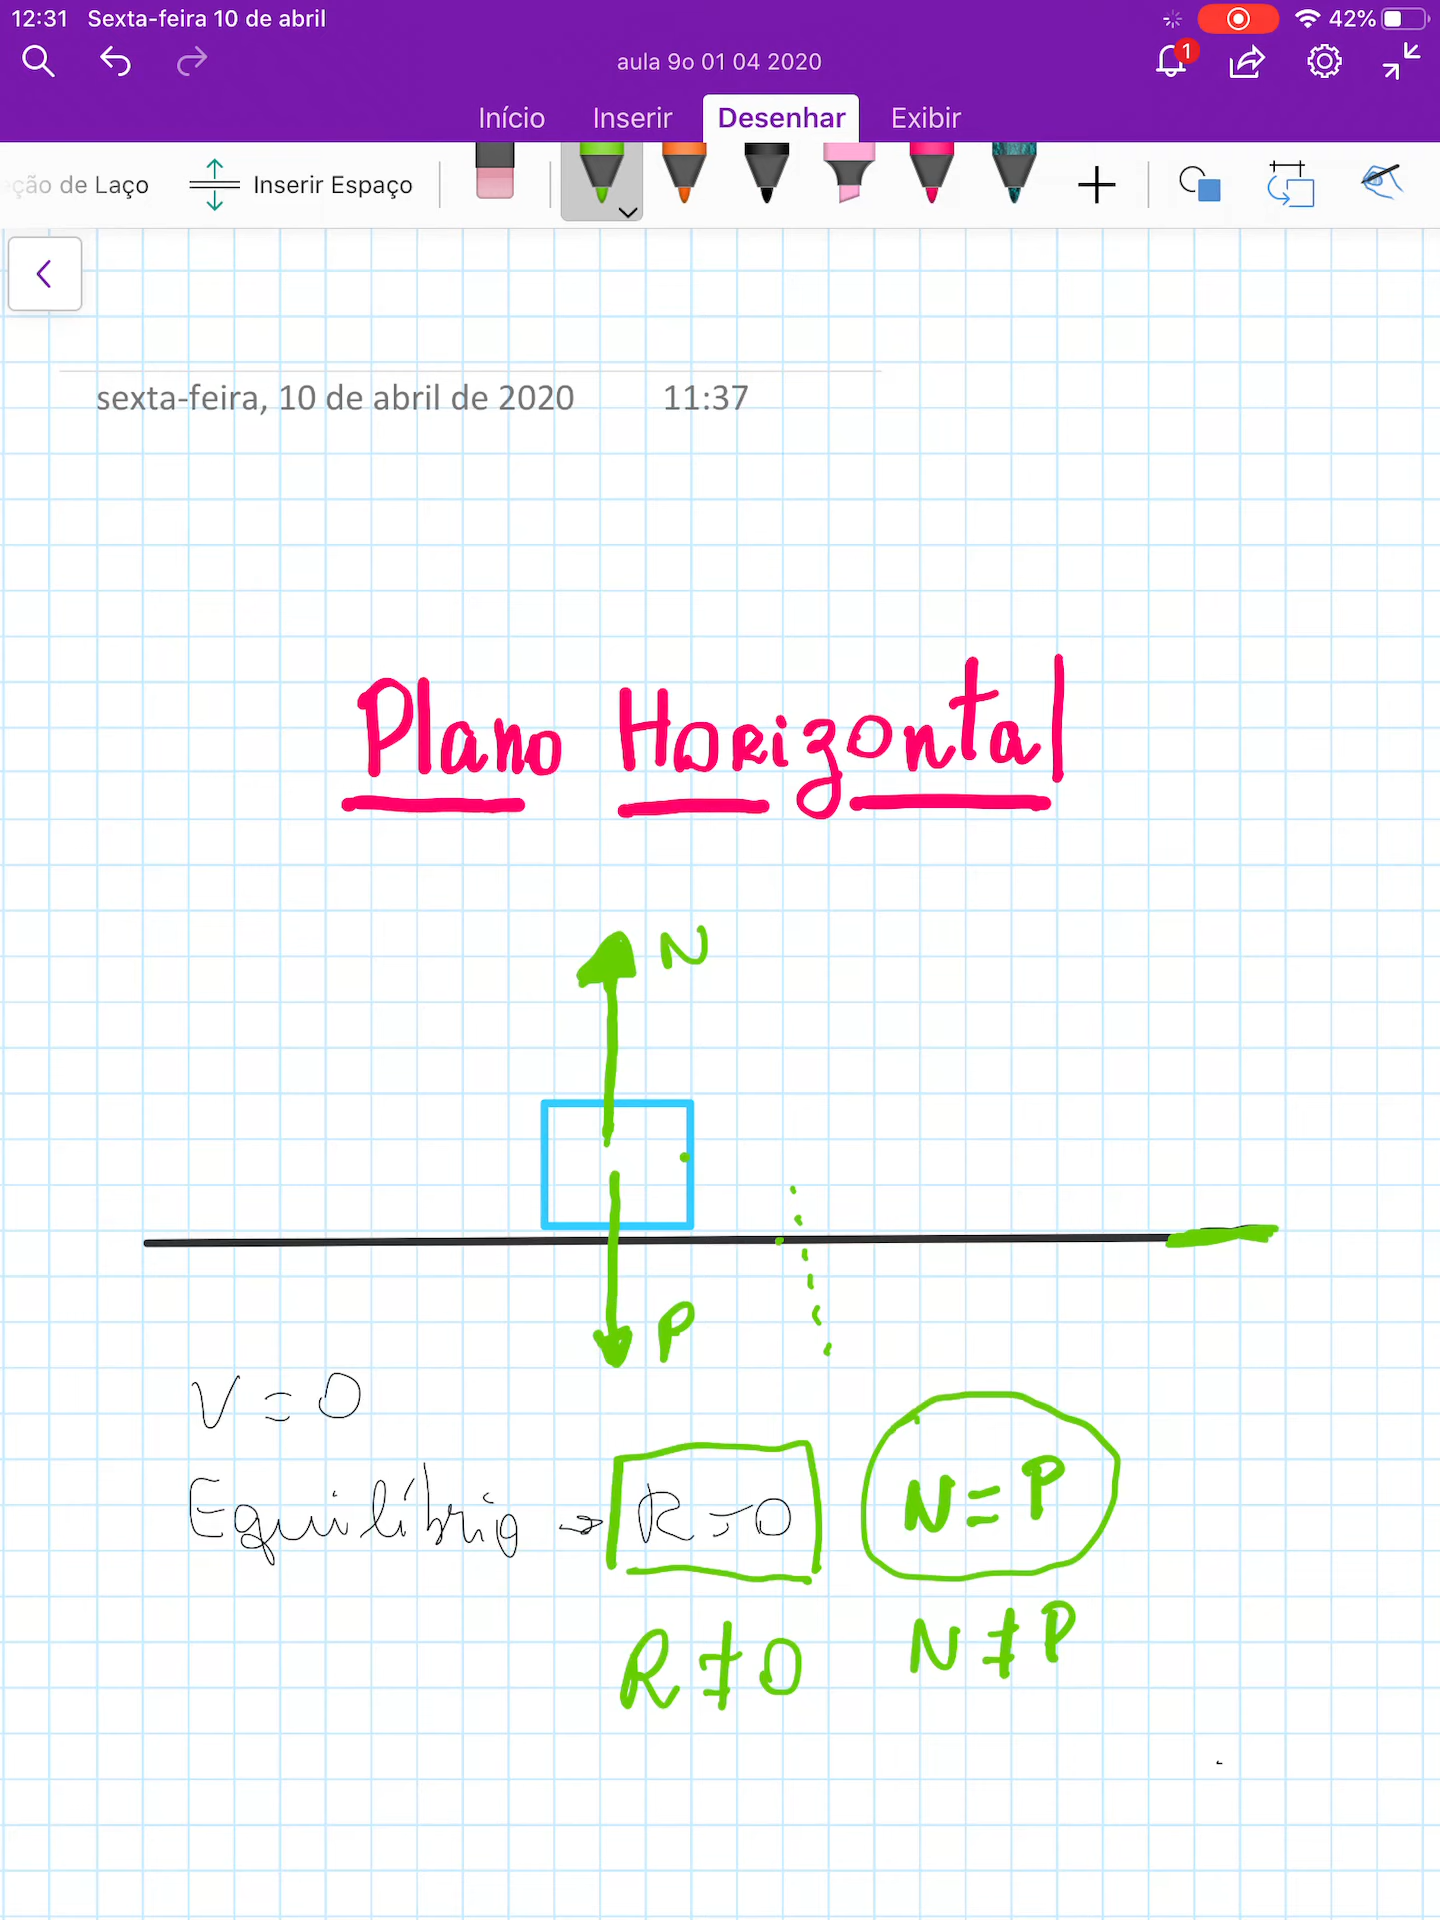 12:31 Sexta-feira 10 de abril 42%
aula 9o 01 04 2020 1
Início Inserir Desenhar Exibir
ção de Laço Inserir Espaço
sexta-feira, 10 de abril de 2020 11:37
Plano Horizontal
N
P
V = 0
Equilíbrio → R=0 N=P
R≠0 N≠P